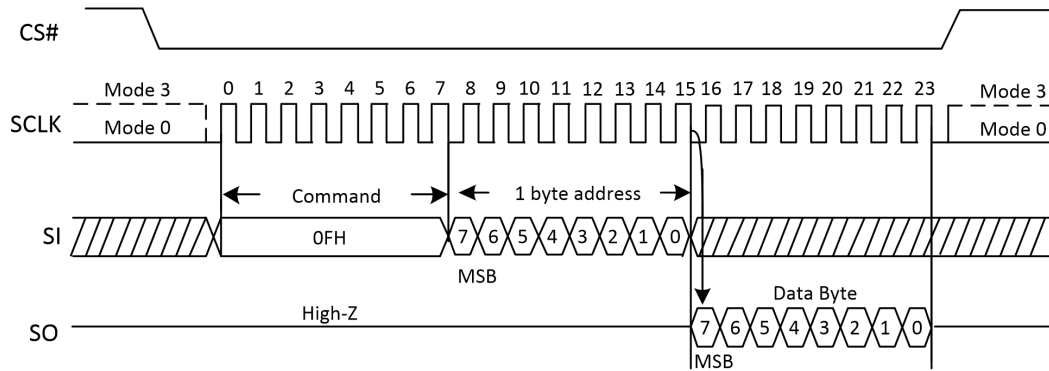 CS#
0 1 2 3 4 5 6 7 8 9 10 11 12 13 14 15 16 17 18 19 20 21 22 23
Mode 3 Mode 3
SCLK
Mode 0 Mode 0
Command 1 byte address
SI 0FH 7 6 5 4 3 2 1 0
MSB
High-Z Data Byte
SO 7 6 5 4 3 2 1 0
MSB